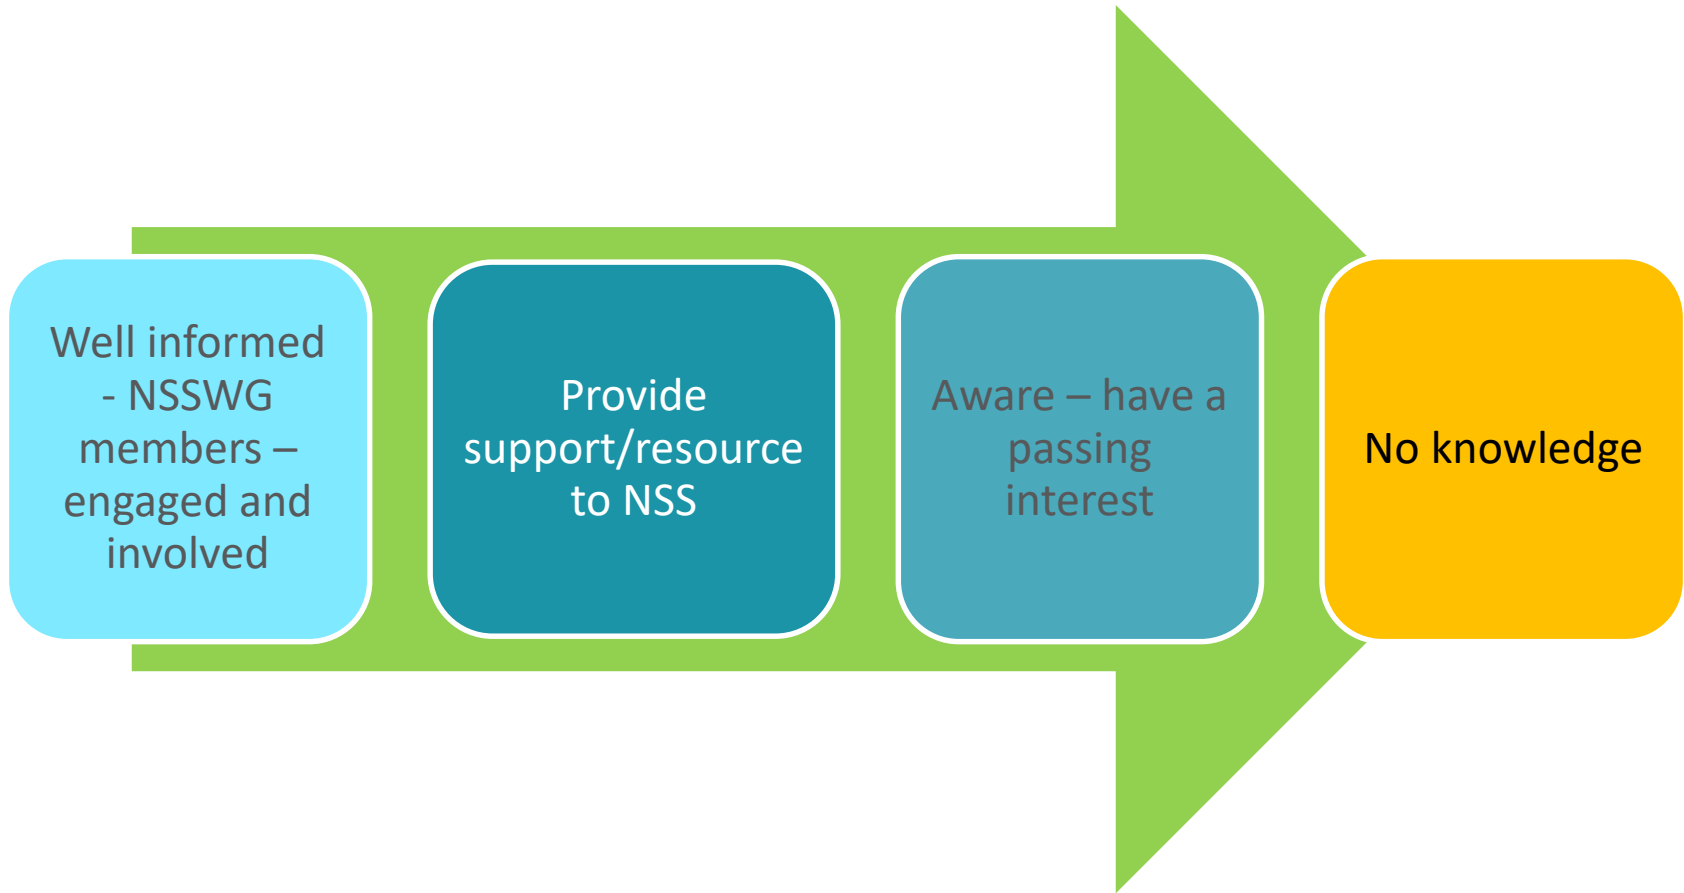 Well informed
- NSSWG
members –
engaged and
involved
Provide
support/resource
to NSS
Aware – have a
passing
interest
No knowledge